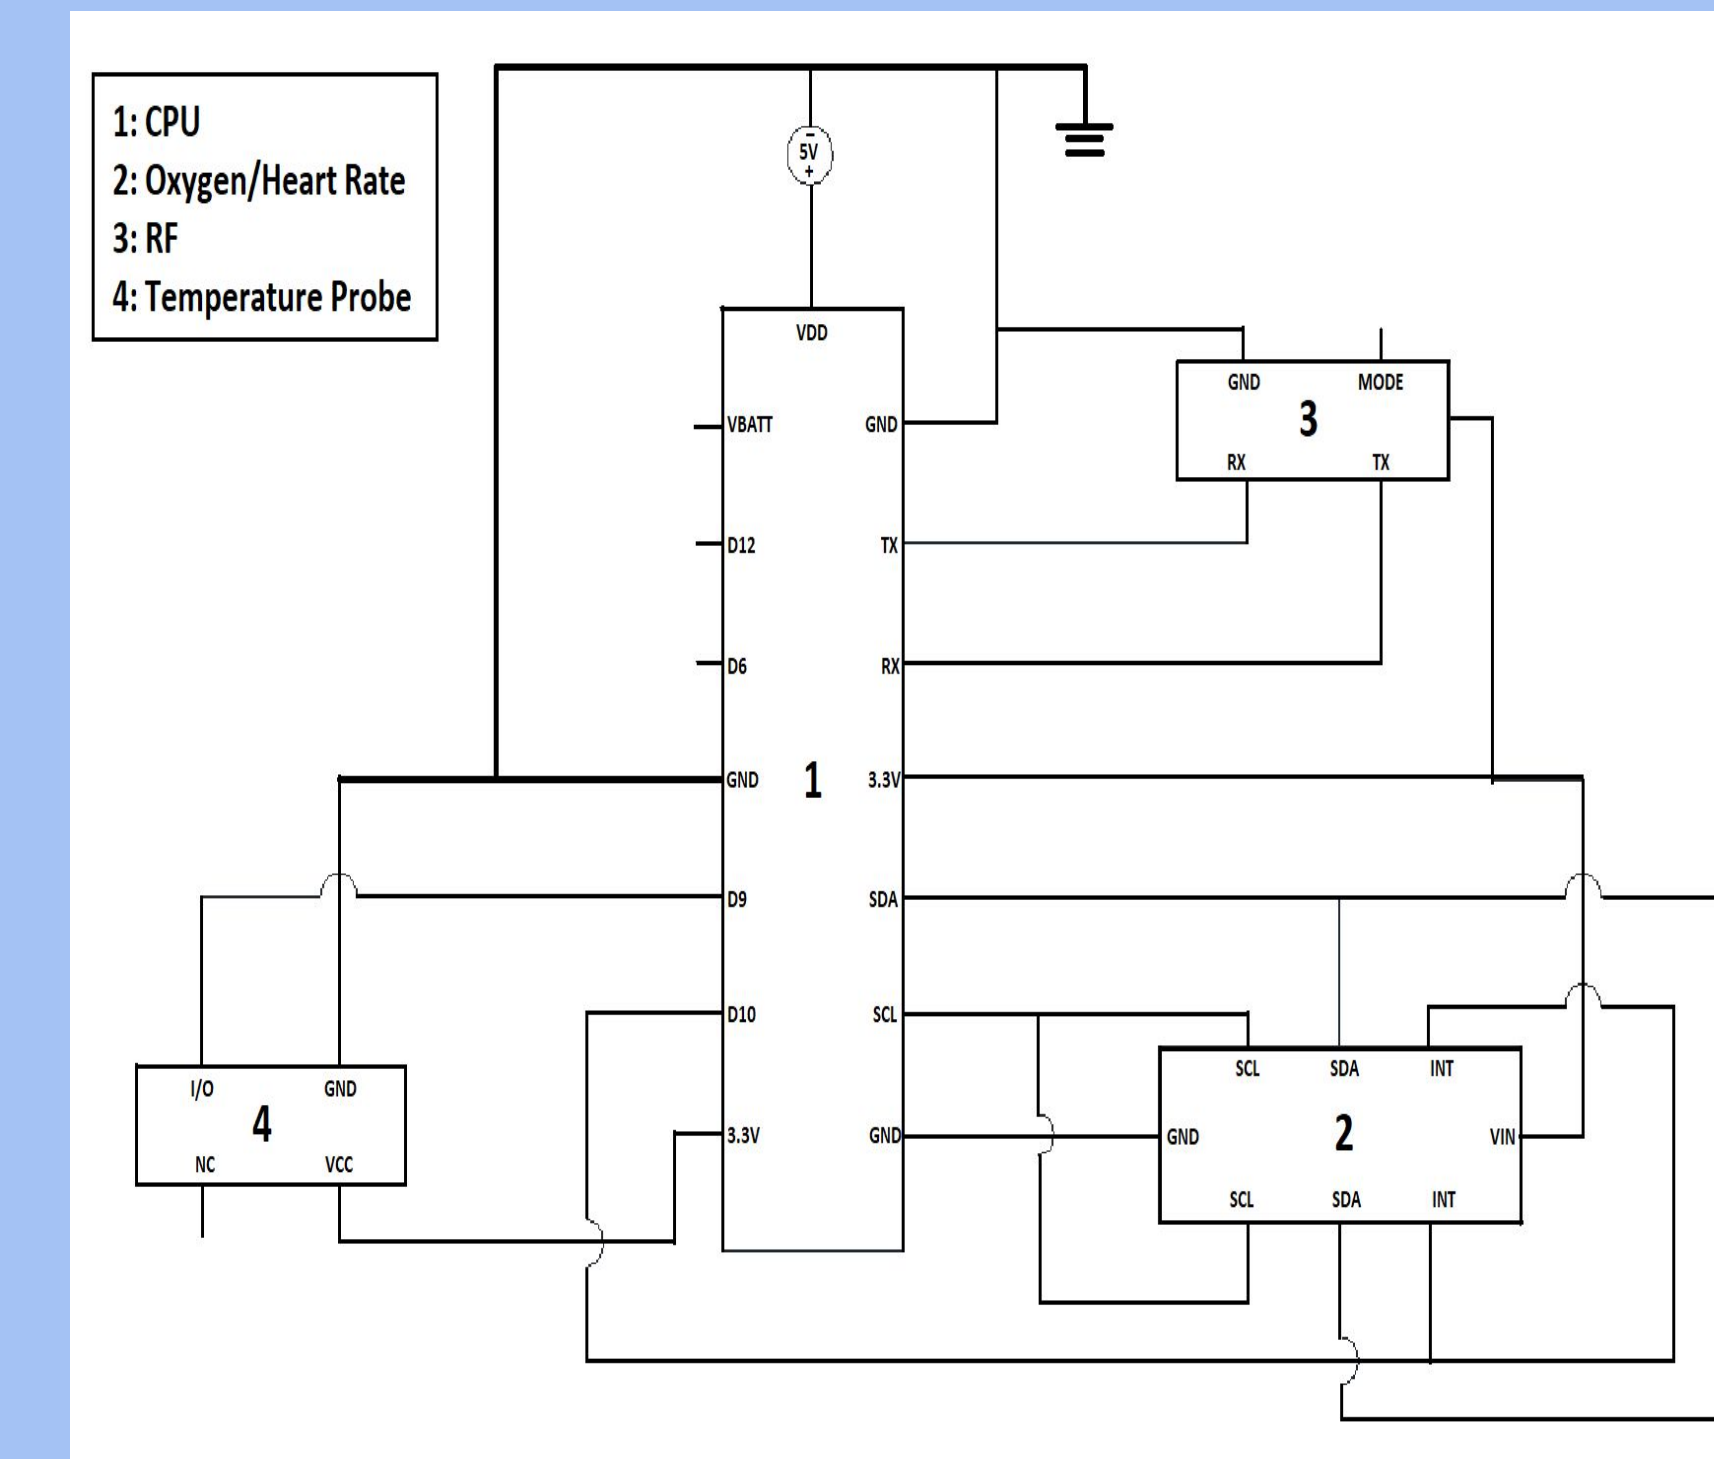 1: CPU
2: Oxygen/Heart Rate
3: RF
4: Temperature Probe
-
5V
+
VDD
VBATT GND
D12 TX
D6 RX
GND 1 3.3V
D9 SDA
D10 SCL
3.3V GND
GND MODE
3
RX TX
I/O GND
4
NC VCC
SCL SDA INT
GND 2 VIN
SCL SDA INT